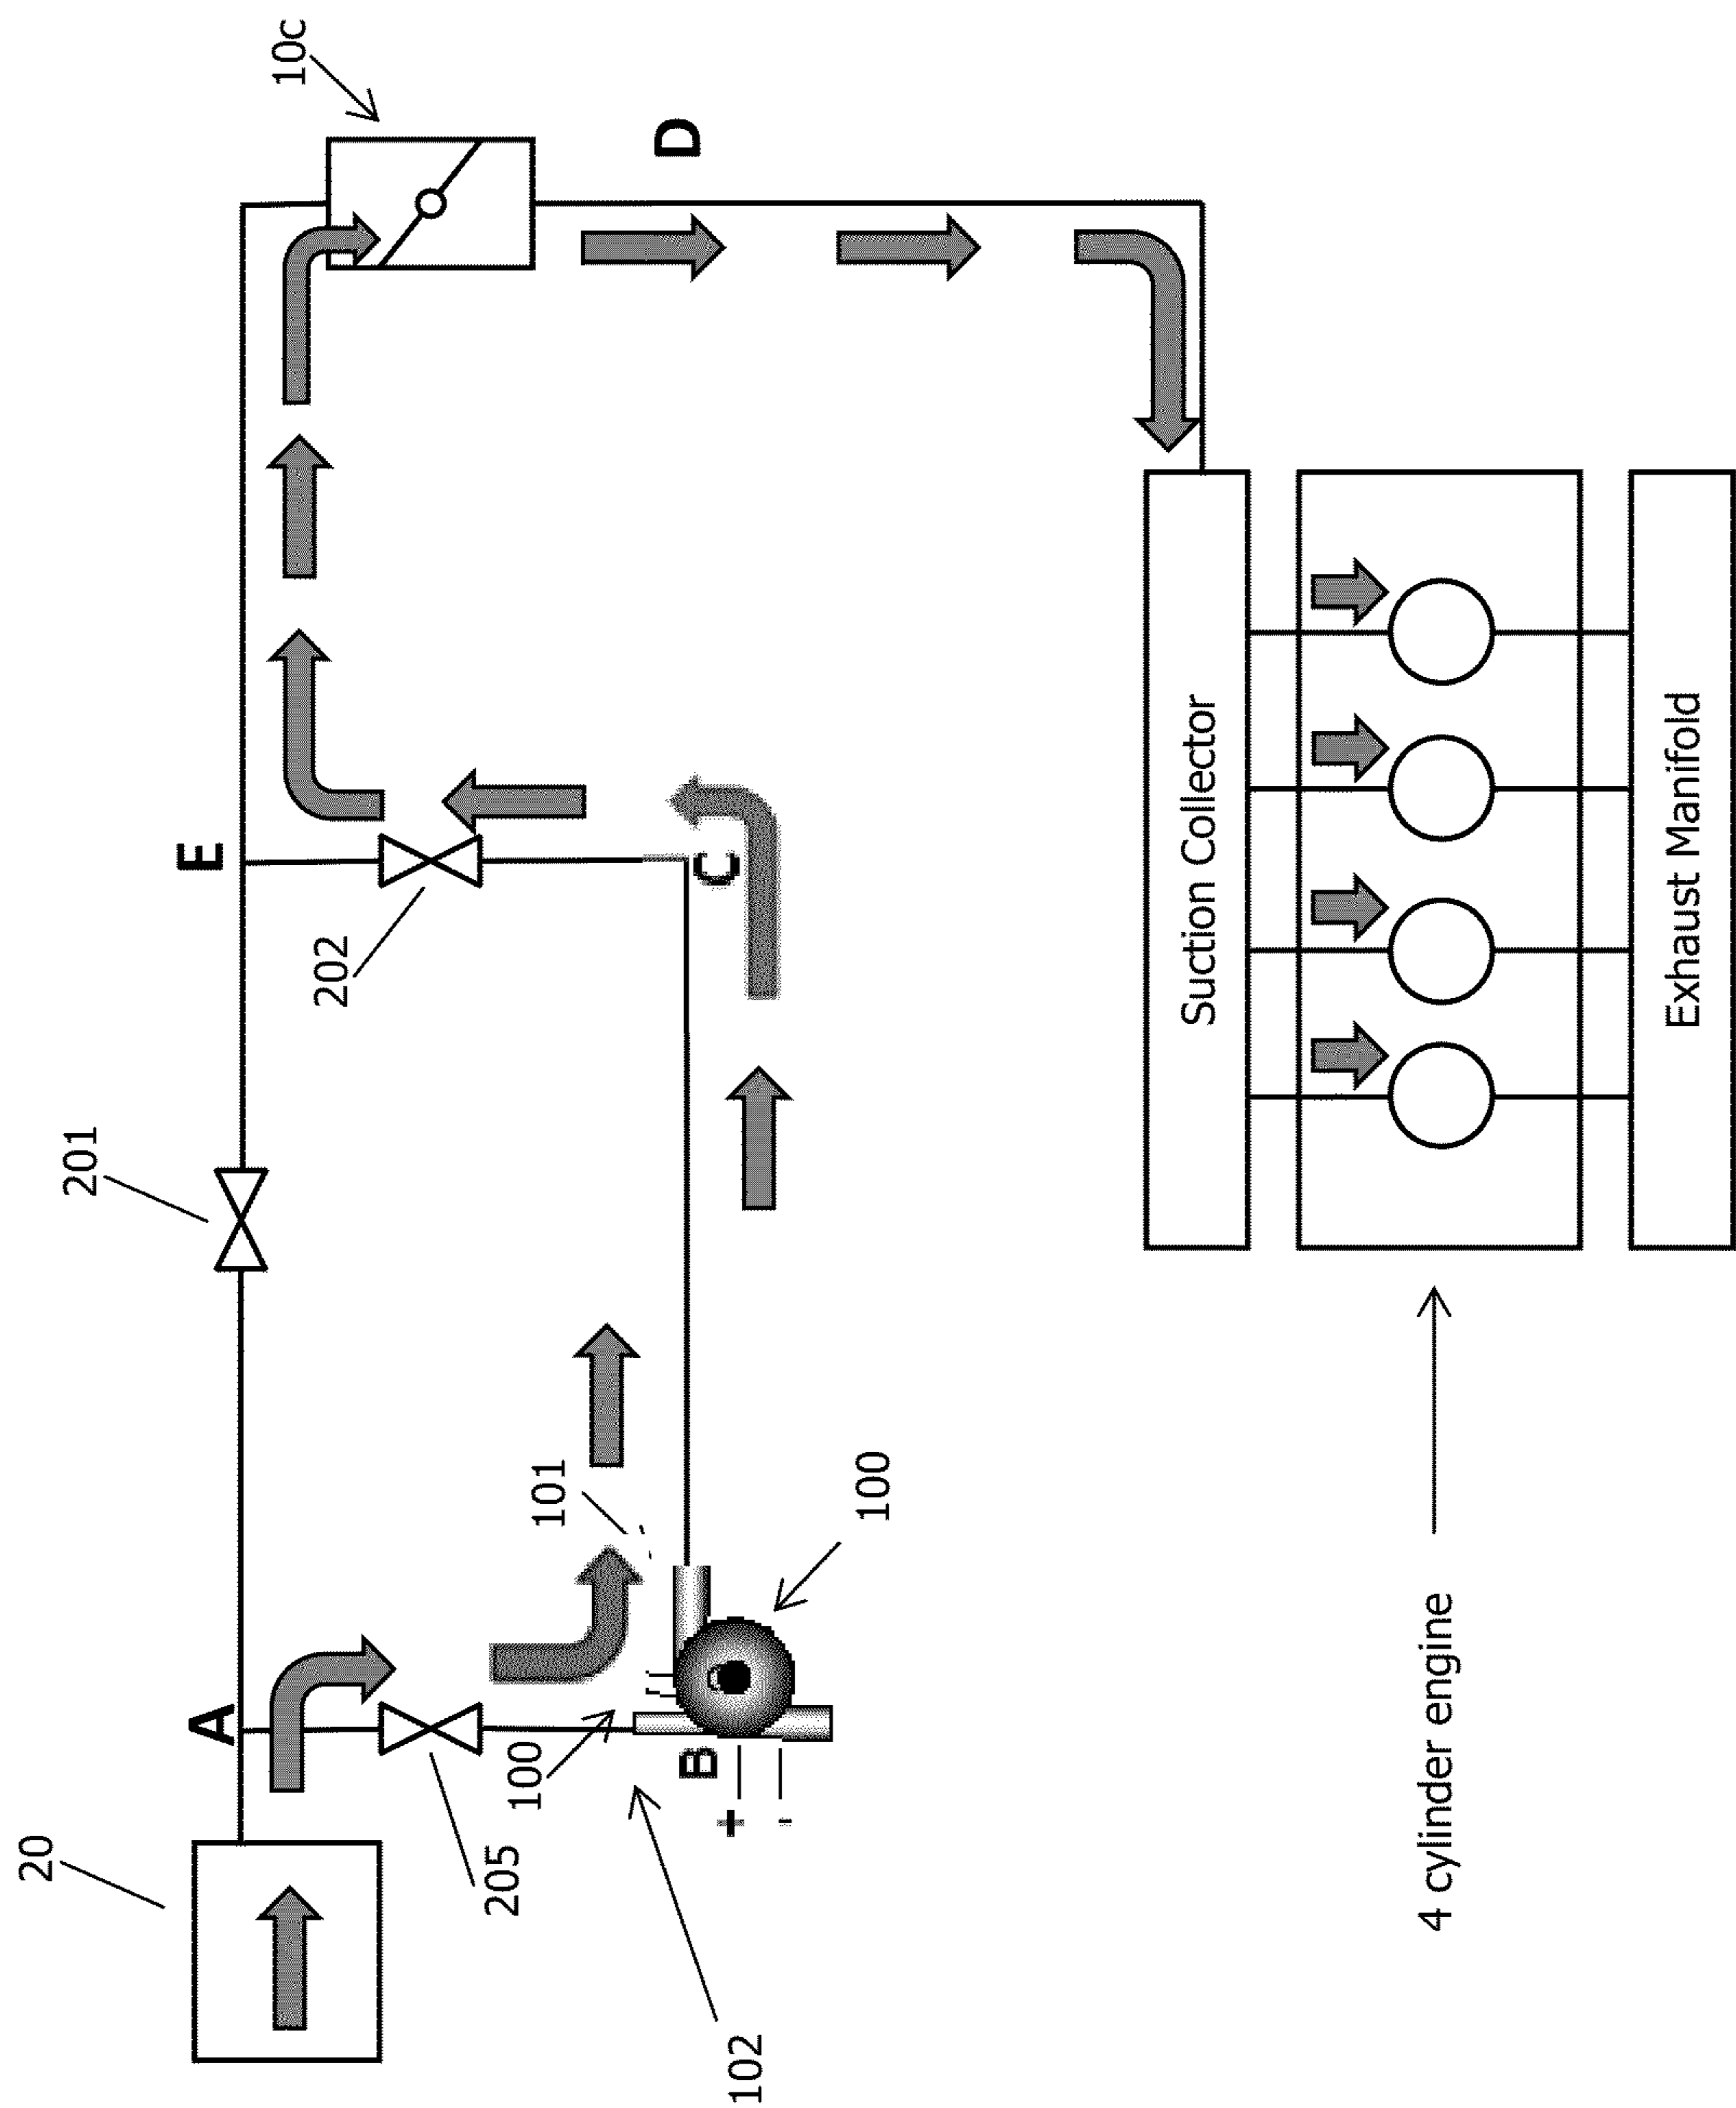 10c
D
E
202
C
201
101
100
A
100
B
+
-
20
205
102
Suction Collector
Exhaust Manifold
4 cylinder engine